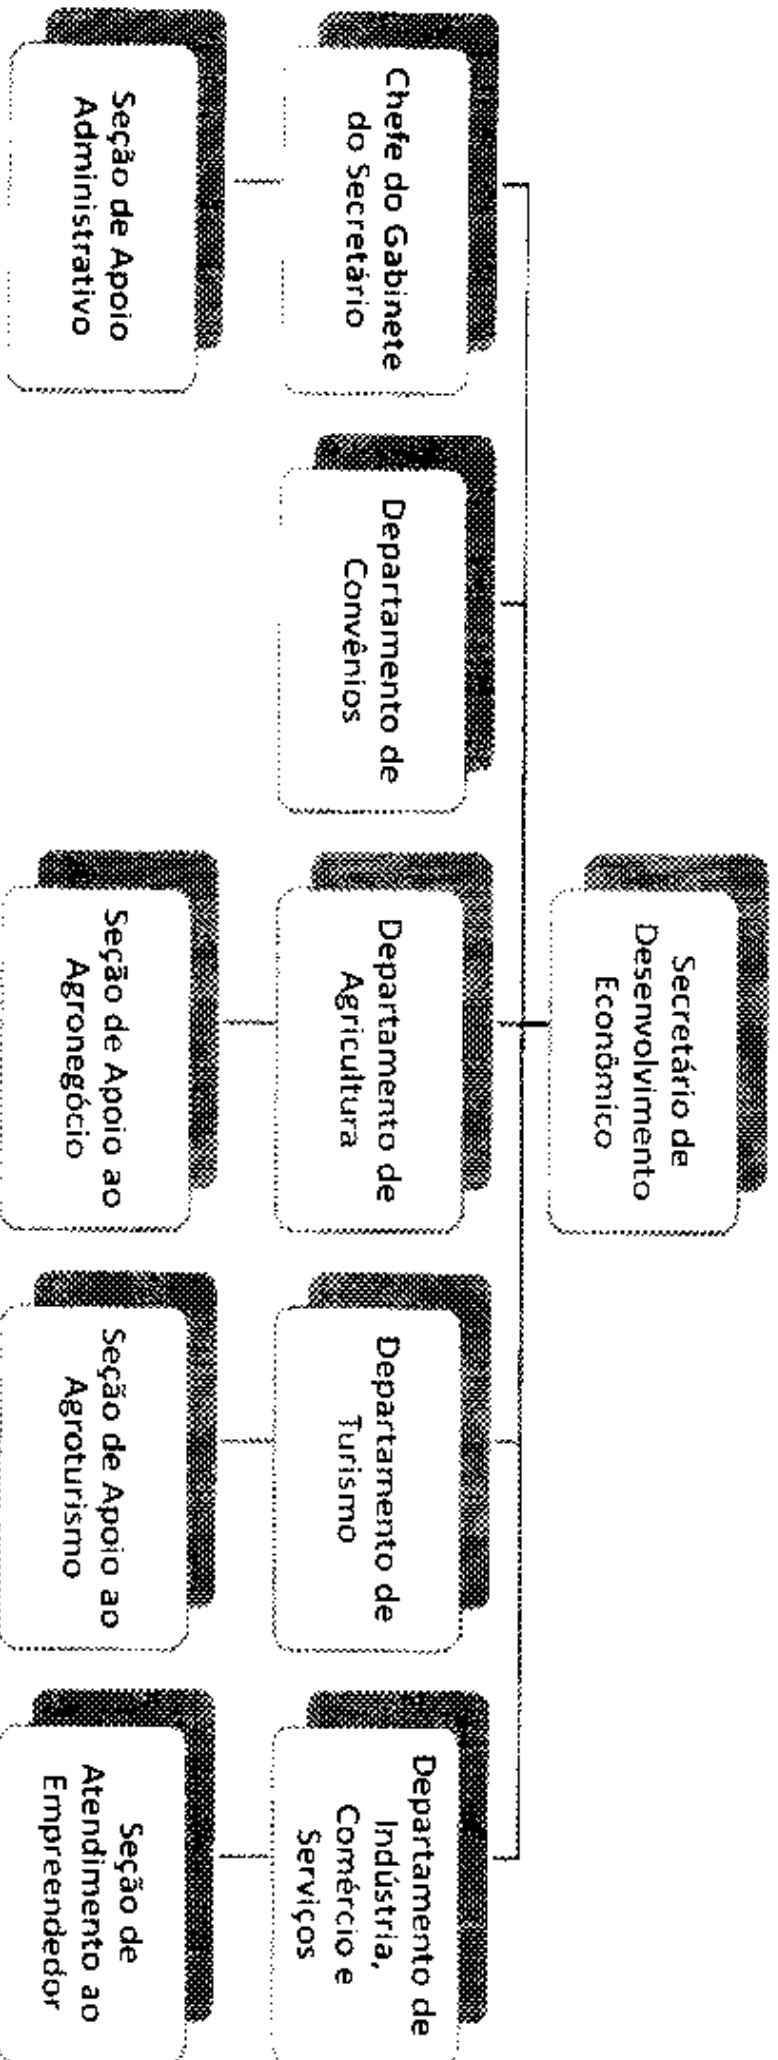 Secretário de
Desenvolvimento
Econômico
Chefe do Gabinete
do Secretário
Departamento de
Convênios
Departamento de
Agricultura
Departamento de
Turismo
Departamento de
Indústria,
Comércio e
Serviços
Seção de Apoio
Administrativo
Seção de Apoio ao
Agronegócio
Seção de Apoio ao
Agroturismo
Seção de
Atendimento ao
Empreendedor